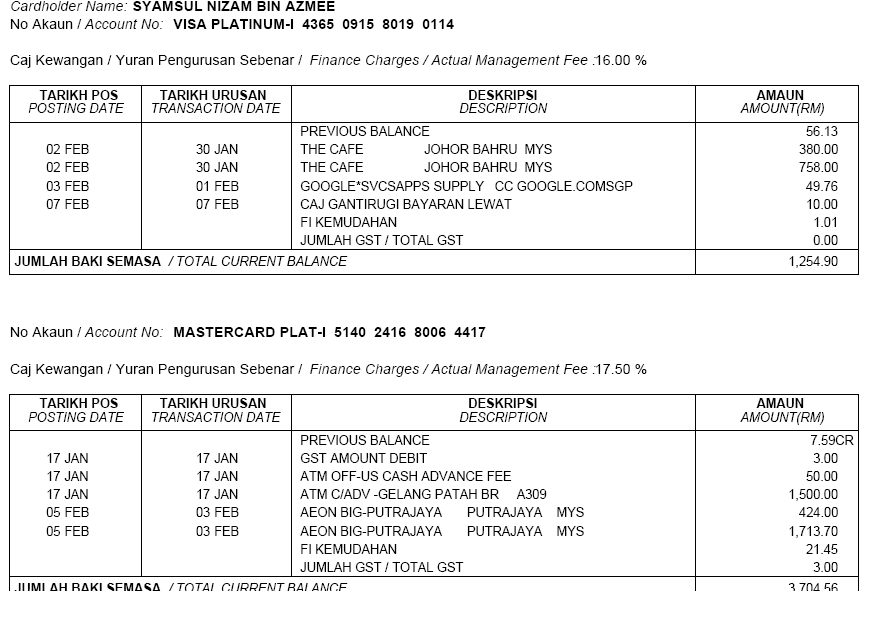 Cardholder Name: SYAMSUL NIZAM BIN AZMEE
No Akaun / Account No: VISA PLATINUM-I 4365 0915 8019 0114
Caj Kewangan / Yuran Pengurusan Sebenar / Finance Charges / Actual Management Fee :16.00 %
TARIKH POS TARIKH URUSAN DESKRIPSI AMAUN
POSTING DATE TRANSACTION DATE DESCRIPTION AMOUNT(RM)
PREVIOUS BALANCE 56.13
02 FEB 30 JAN THE CAFE JOHOR BAHRU MYS 380.00
02 FEB 30 JAN THE CAFE JOHOR BAHRU MYS 758.00
03 FEB 01 FEB GOOGLE*SVCSAPPS SUPPLY CC GOOGLE.COMSGP 49.76
07 FEB 07 FEB CAJ GANTIRUGI BAYARAN LEWAT 10.00
FI KEMUDAHAN 1.01
JUMLAH GST / TOTAL GST 0.00
JUMLAH BAKI SEMASA / TOTAL CURRENT BALANCE 1,254.90
No Akaun / Account No: MASTERCARD PLAT-I 5140 2416 8006 4417
Caj Kewangan / Yuran Pengurusan Sebenar / Finance Charges / Actual Management Fee :17.50 %
TARIKH POS TARIKH URUSAN DESKRIPSI AMAUN
POSTING DATE TRANSACTION DATE DESCRIPTION AMOUNT(RM)
PREVIOUS BALANCE 7.59CR
17 JAN 17 JAN GST AMOUNT DEBIT 3.00
17 JAN 17 JAN ATM OFF-US CASH ADVANCE FEE 50.00
17 JAN 17 JAN ATM C/ADV -GELANG PATAH BR A309 1,500.00
05 FEB 03 FEB AEON BIG-PUTRAJAYA PUTRAJAYA MYS 424.00
05 FEB 03 FEB AEON BIG-PUTRAJAYA PUTRAJAYA MYS 1,713.70
FI KEMUDAHAN 21.45
JUMLAH GST / TOTAL GST 3.00
JUMLAH BAKI SEMASA / TOTAL CURRENT BALANCE 3,704.56